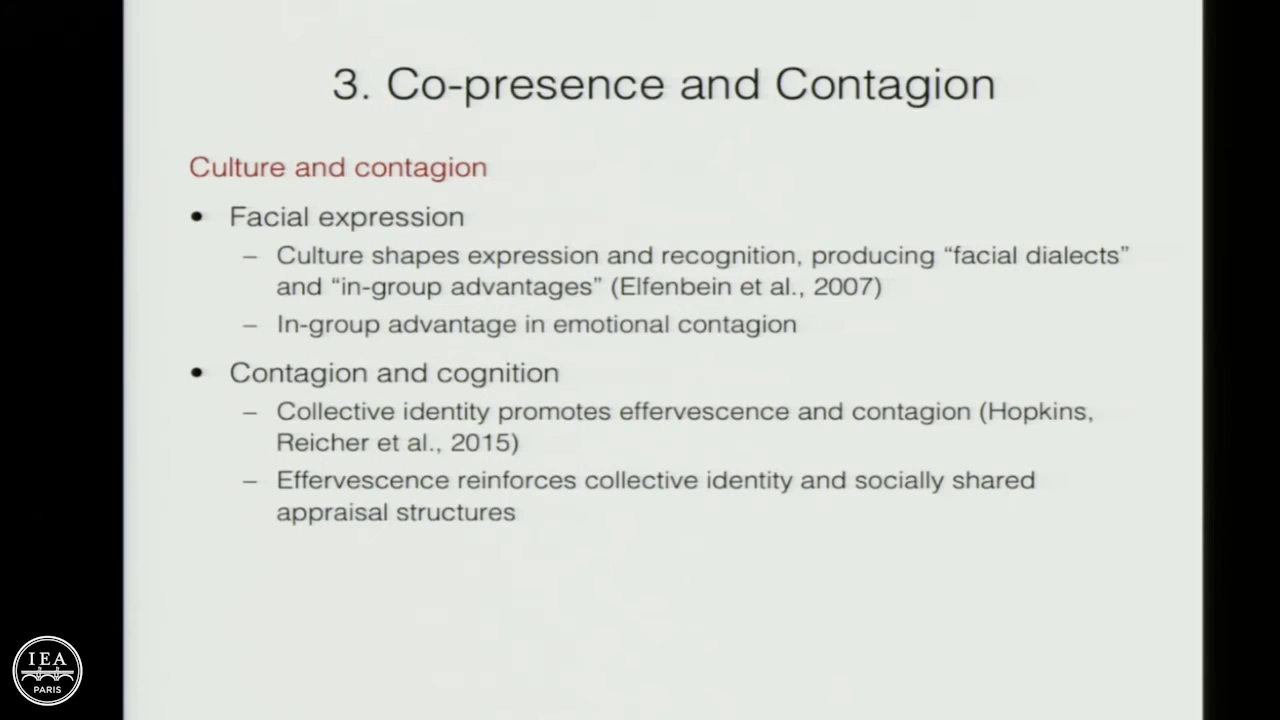 3. Co-presence and Contagion
Culture and contagion
• Facial expression
– Culture shapes expression and recognition, producing “facial dialects”
and “in-group advantages” (Elfenbein et al., 2007)
– In-group advantage in emotional contagion
• Contagion and cognition
– Collective identity promotes effervescence and contagion (Hopkins,
Reicher et al., 2015)
– Effervescence reinforces collective identity and socially shared
appraisal structures
IEA
PARIS